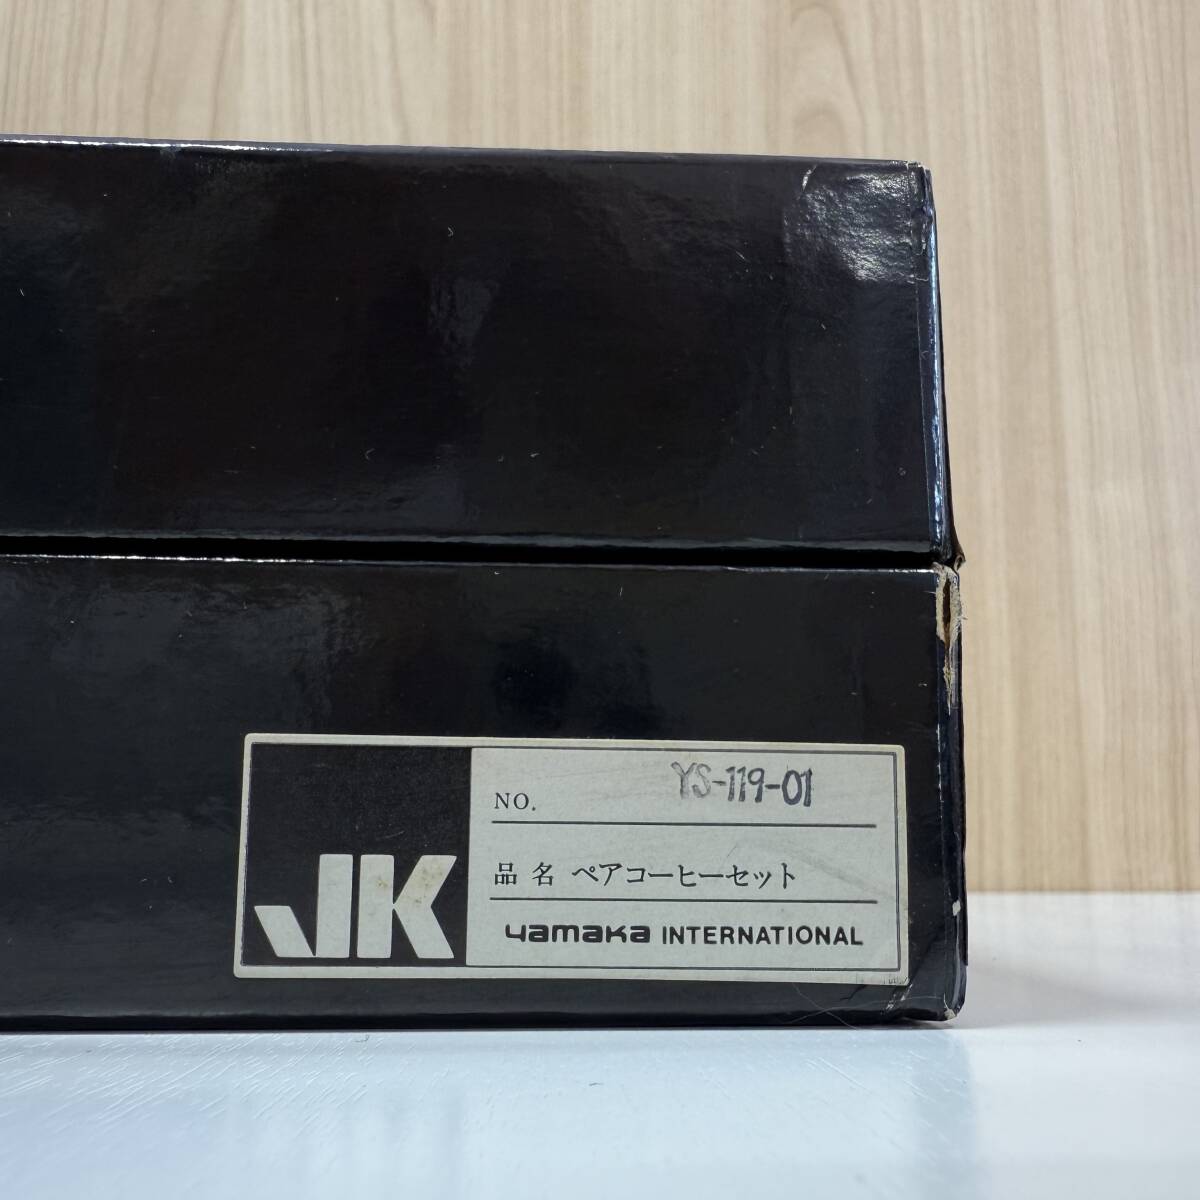 JK
NO. YS-119-01
品名 ペアコーヒーセット
yamaka INTERNATIONAL